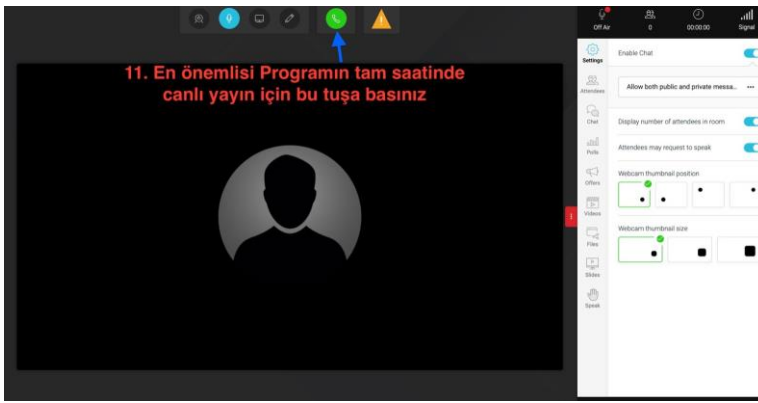 Off Air
0
00:00:00
Signal
11. En önemlisi Programın tam saatinde
canlı yayın için bu tuşa basınız
Settings
Attendees
Chat
Polls
Offers
Videos
Files
Slides
Speak
Enable Chat
Allow both public and private messa..
Display number of attendees in room
Attendees may request to speak
Webcam thumbnail position
Webcam thumbnail size